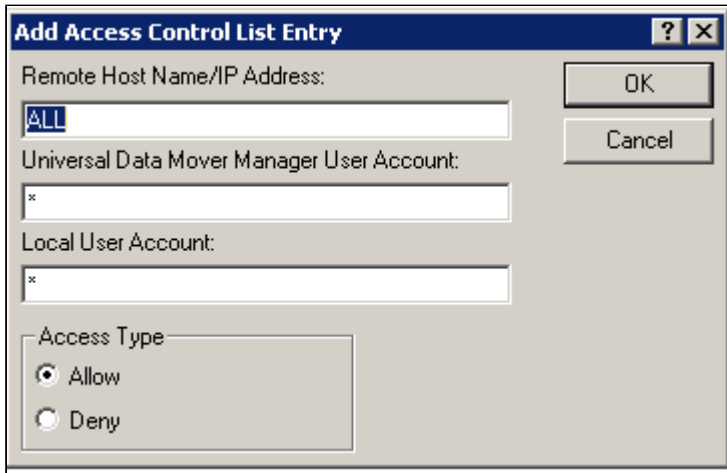 Add Access Control List Entry
Remote Host Name/IP Address:
OK
ALL
Cancel
Universal Data Mover Manager User Account:
*
Local User Account:
*
Access Type
Allow
Deny